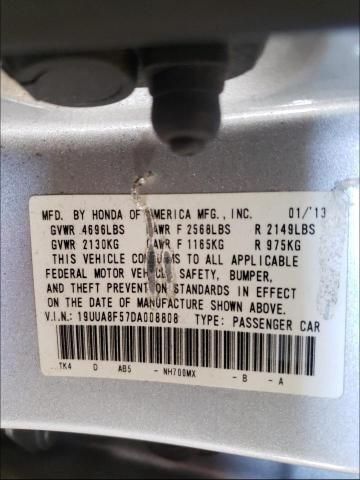 MFD. BY HONDA OF AMERICA MFG., INC. 01/'13
GVWR 4696LBS GAWR F 2568LBS R 2149LBS
GVWR 2130KG GAWR F 1165KG R 975KG
THIS VEHICLE CONFORMS TO ALL APPLICABLE
FEDERAL MOTOR VEHICLE SAFETY, BUMPER,
AND THEFT PREVENTION STANDARDS IN EFFECT
ON THE DATE OF MANUFACTURE SHOWN ABOVE.
V.I.N.: 19UUA8F57DA008808 TYPE: PASSENGER CAR
TK4 D AB5 - NH700MX - B - A